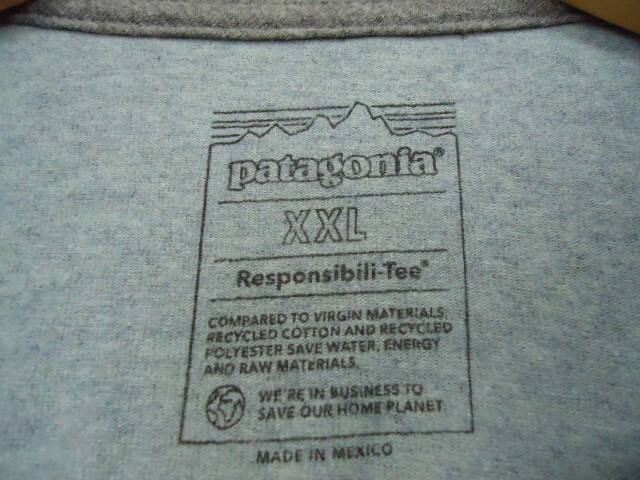 patagonia®
XXL
Responsibili-Tee®
COMPARED TO VIRGIN MATERIALS,
RECYCLED COTTON AND RECYCLED
POLYESTER SAVE WATER, ENERGY
AND RAW MATERIALS.
WE'RE IN BUSINESS TO
SAVE OUR HOME PLANET.
MADE IN MEXICO